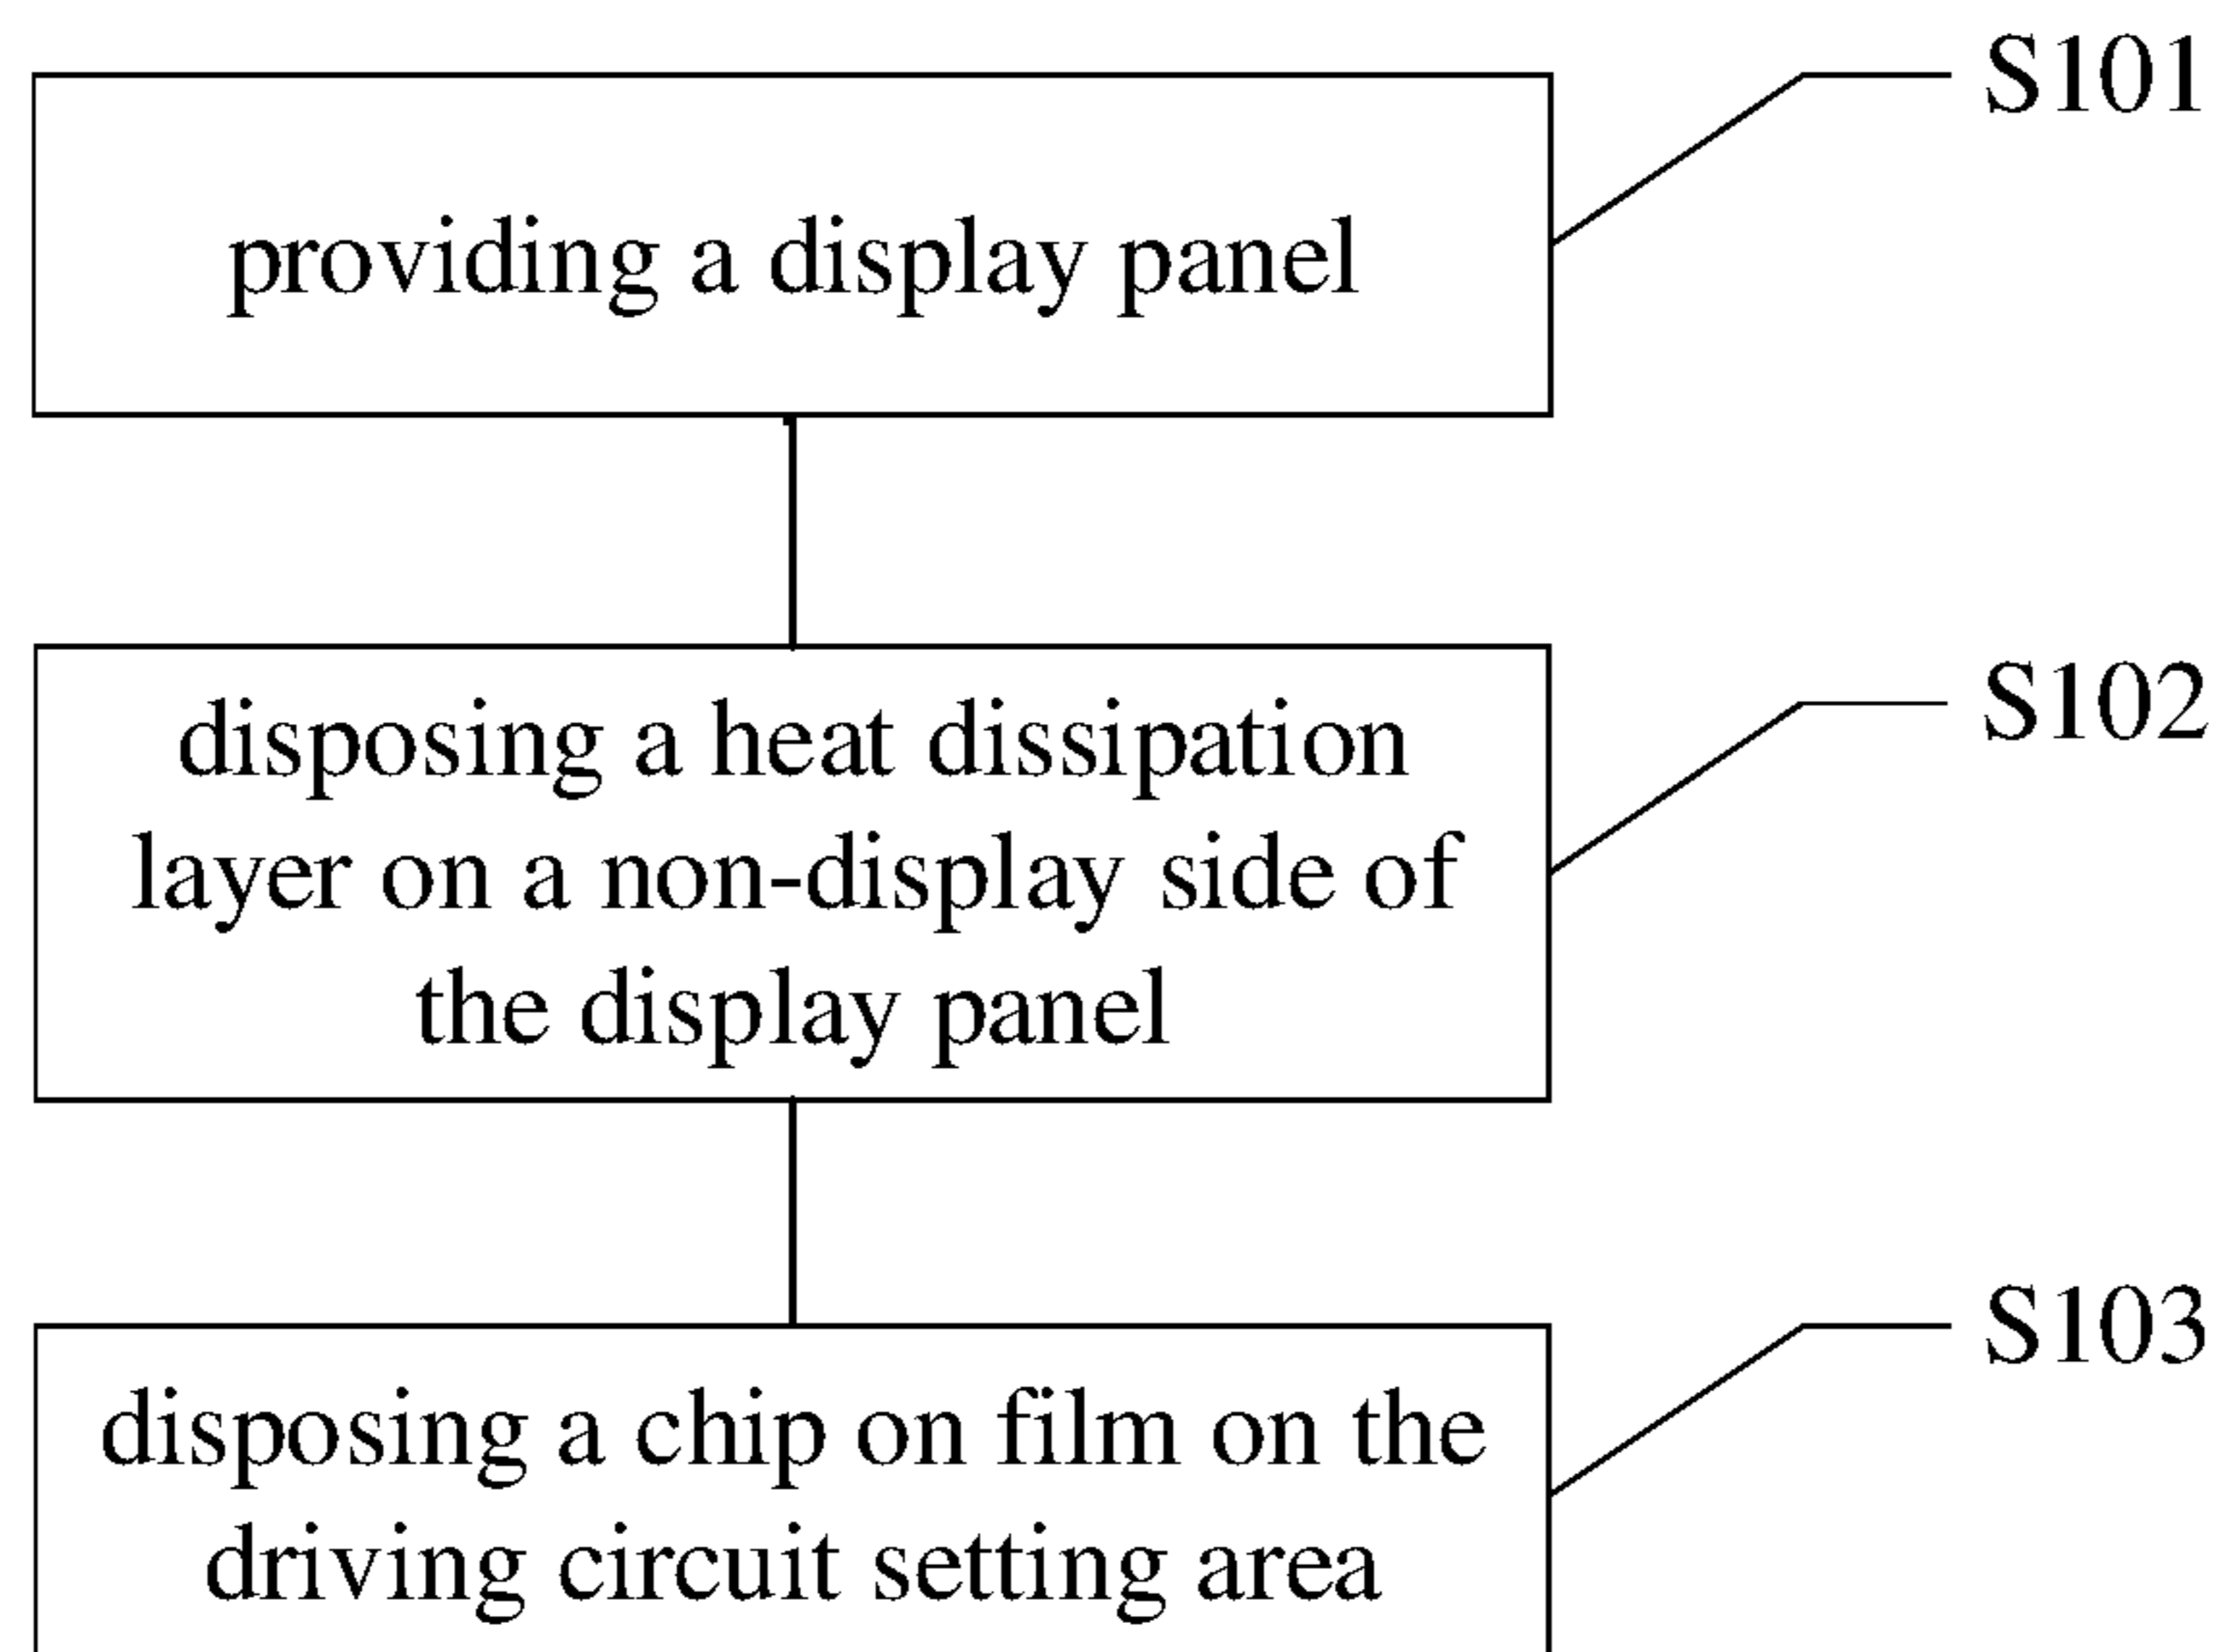 S101
providing a display panel
S102
disposing a heat dissipation
layer on a non-display side of
the display panel
S103
disposing a chip on film on the
driving circuit setting area